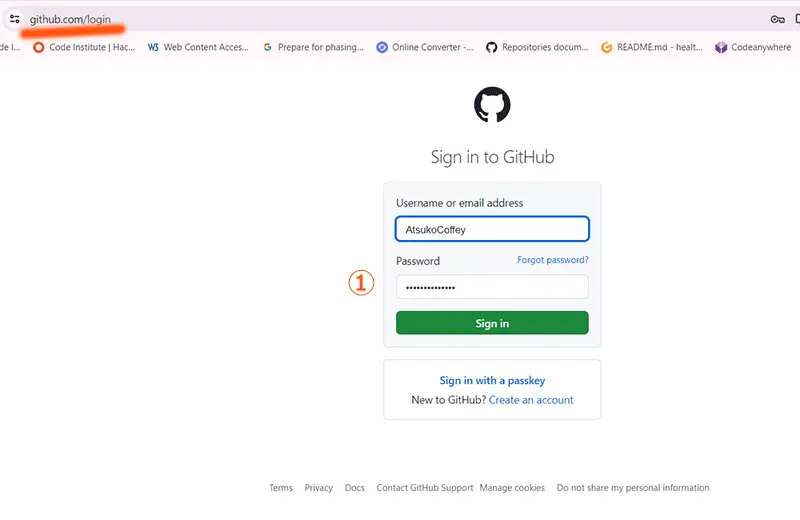 github.com/login
de I... Code Institute | Hac... W3 Web Content Acces... G Prepare for phasing... Online Converter -... Repositories docum... README.md - healt... Codeanywhere
Sign in to GitHub
Username or email address
AtsukoCoffey
Password Forgot password?
①
••••••••••••••
Sign in
Sign in with a passkey
New to GitHub? Create an account
Terms Privacy Docs Contact GitHub Support Manage cookies Do not share my personal information